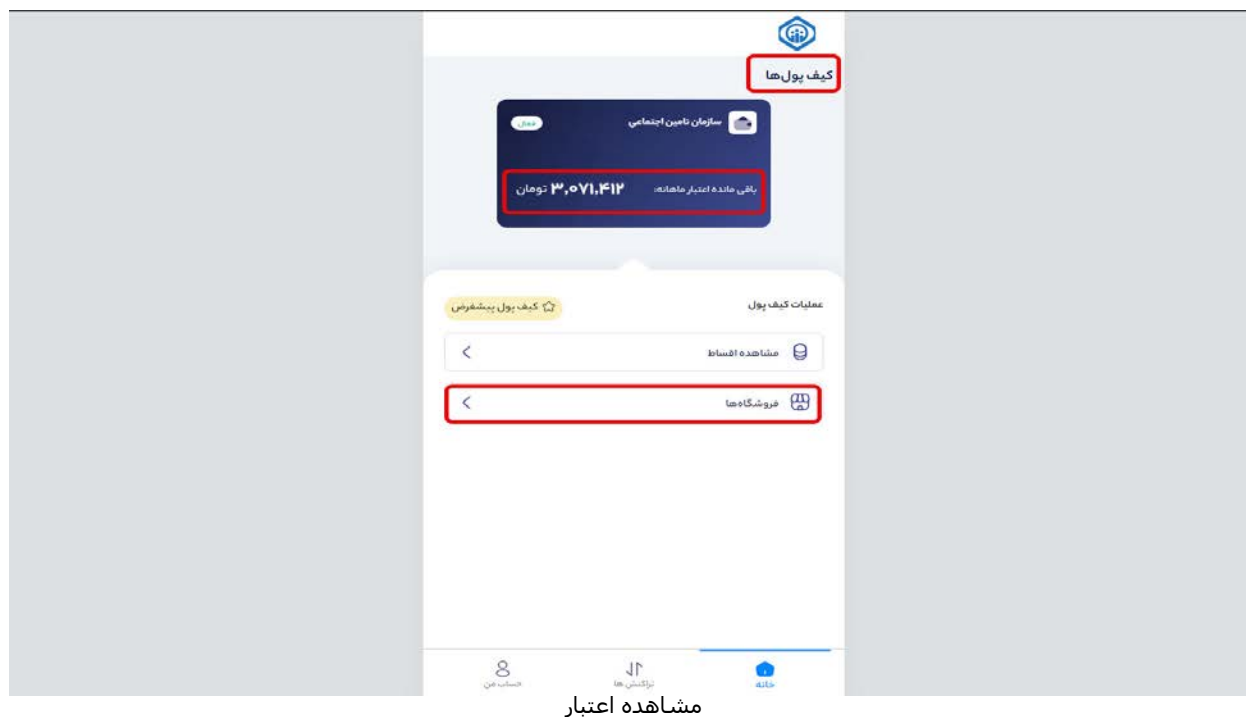 کیف پول‌ها
سازمان تامین اجتماعی
فعال
باقی مانده اعتبار ماهانه: ۳,۰۷۱,۴۱۲ تومان
عملیات کیف پول
کیف پول پیشفرض
مشاهده اقساط
فروشگاه‌ها
خانه
تراکنش ها
حساب من
مشاهده اعتبار